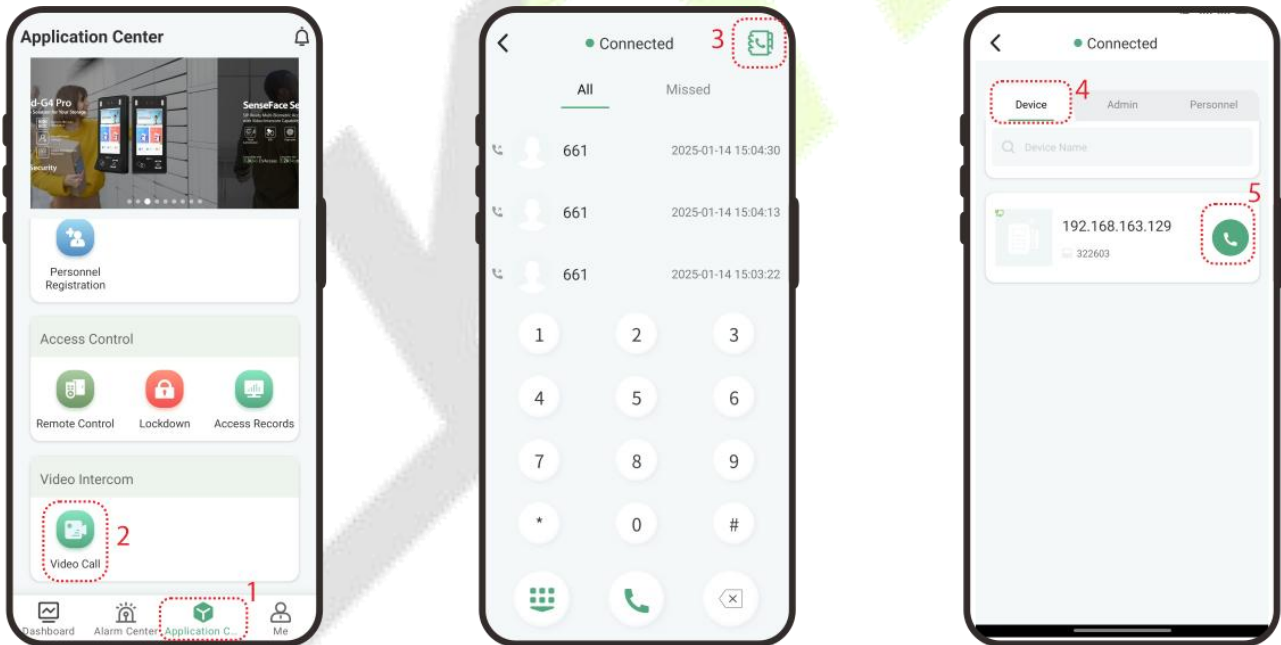 Application Center
d-G4 Pro
SenseFace Se
Security
Personnel
Registration
Access Control
Remote Control
Lockdown
Access Records
Video Intercom
2
Video Call
1
Dashboard
Alarm Center
Application C...
Me
Connected
3
All
Missed
661
2025-01-14 15:04:30
661
2025-01-14 15:04:13
661
2025-01-14 15:03:22
1
2
3
4
5
6
7
8
9
*
0
#
Connected
4
Device
Admin
Personnel
Device Name
5
192.168.163.129
322603